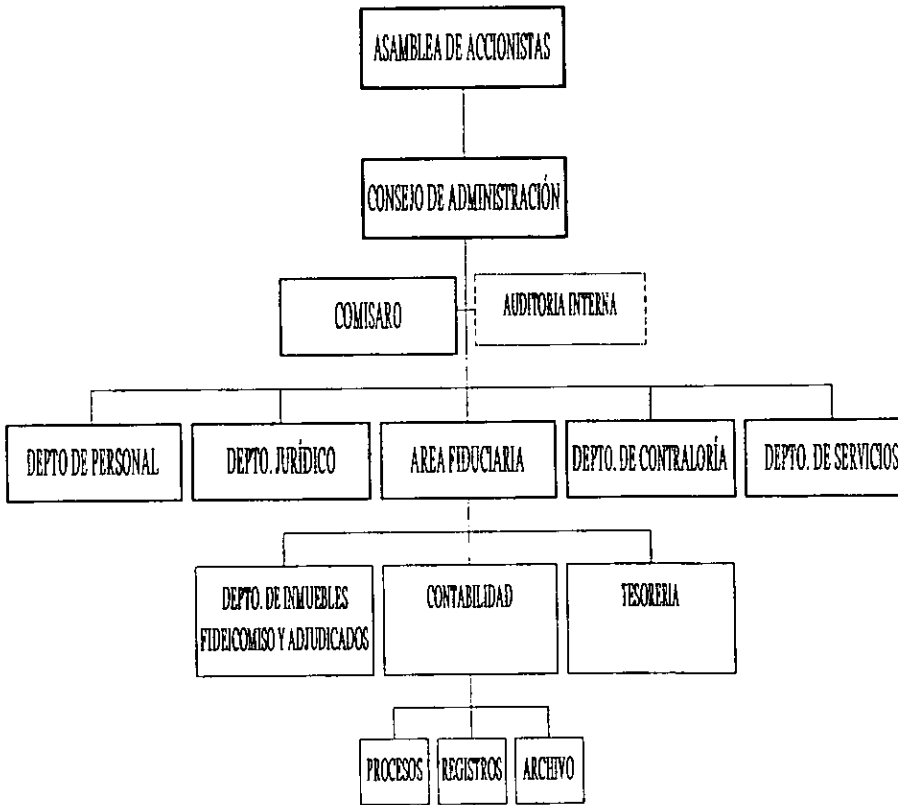 ASAMBLEA DE ACCIONISTAS
CONSEJO DE ADMINISTRACIÓN
COMISARO
AUDITORIA INTERNA
DEPTO DE PERSONAL
DEPTO. JURÍDICO
AREA FIDUCIARIA
DEPTO. DE CONTRALORÍA
DEPTO. DE SERVICIOS
DEPTO. DE INMUEBLES
FIDEICOMISO Y ADJUDICADOS
CONTABILIDAD
TESORERIA
PROCESOS
REGISTROS
ARCHIVO